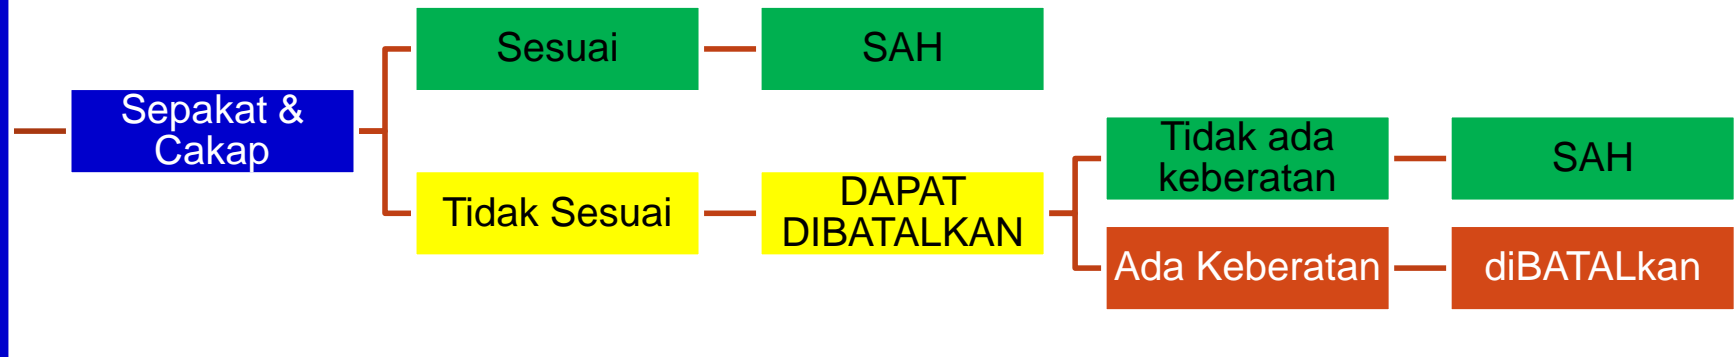 Sepakat &
Cakap
Sesuai
SAH
Tidak Sesuai
DAPAT
DIBATALKAN
Tidak ada
keberatan
SAH
Ada Keberatan
diBATALkan